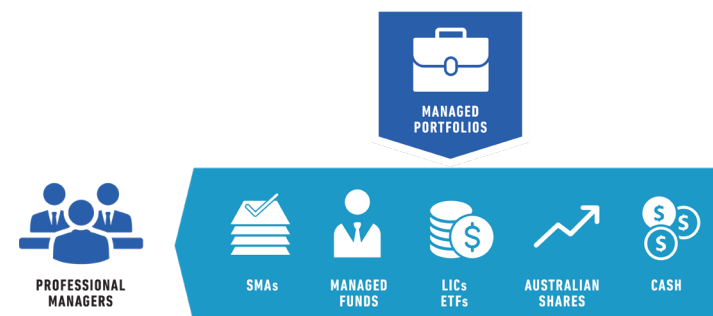 MANAGED
PORTFOLIOS
PROFESSIONAL
MANAGERS
SMAs
MANAGED
FUNDS
$
LICs
ETFs
AUSTRALIAN
SHARES
$
$
$
CASH